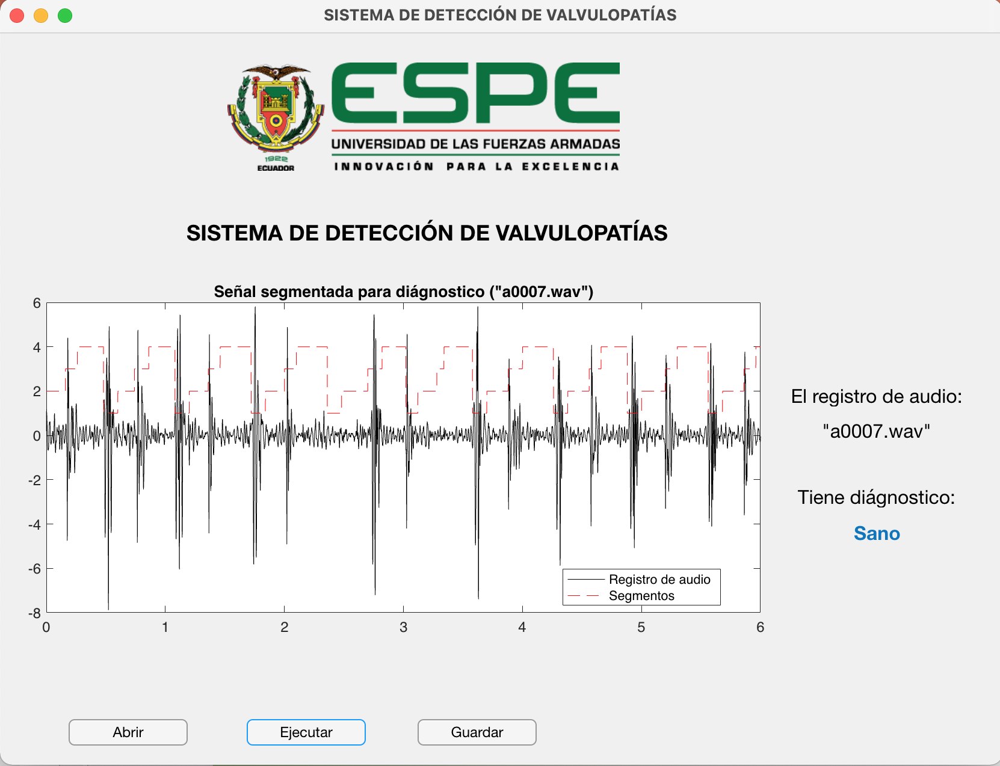 SISTEMA DE DETECCIÓN DE VALVULOPATÍAS
ESPE
UNIVERSIDAD DE LAS FUERZAS ARMADAS
INNOVACIÓN PARA LA EXCELENCIA
1922
ECUADOR
SISTEMA DE DETECCIÓN DE VALVULOPATÍAS
Señal segmentada para diágnostico ("a0007.wav")
6
4
2
0
-2
-4
-6
-8
0 1 2 3 4 5 6
Registro de audio
Segmentos
El registro de audio:
"a0007.wav"
Tiene diágnostico:
Sano
Abrir
Ejecutar
Guardar